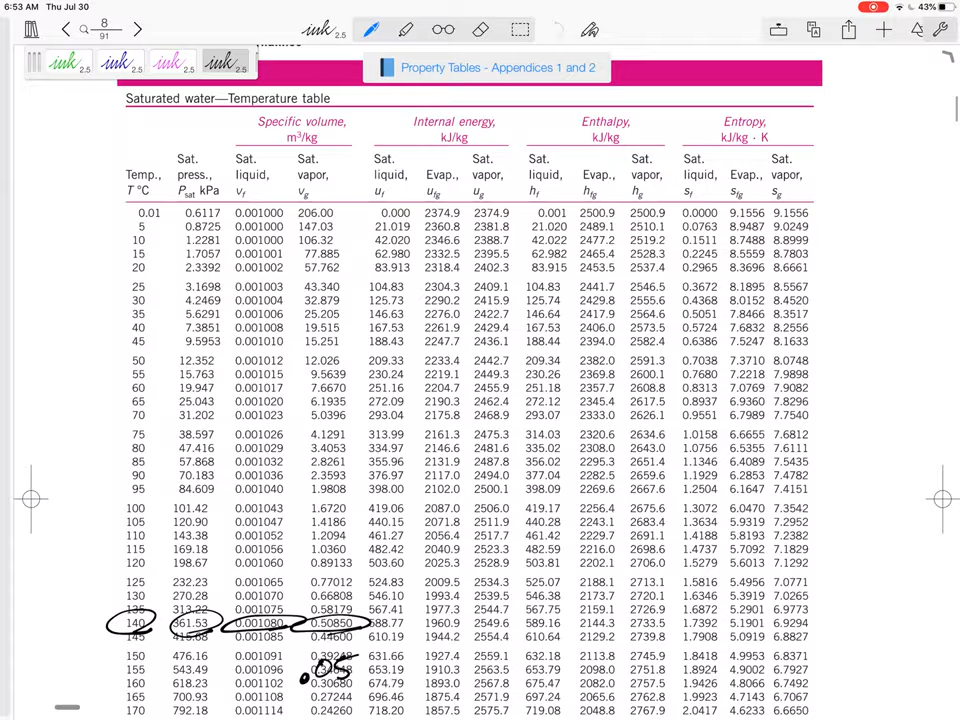 6:53 AM Thu Jul 30 43%
8
91
ink 2.5
ink 2.5 ink 2.5 ink 2.5 ink 2.5
Property Tables - Appendices 1 and 2
Saturated water—Temperature table
Specific volume, Internal energy, Enthalpy, Entropy,
m³/kg kJ/kg kJ/kg kJ/kg · K
Sat. Sat. Sat. Sat. Sat. Sat. Sat. Sat. Sat.
Temp., press., liquid, vapor, liquid, Evap., vapor, liquid, Evap., vapor, liquid, Evap., vapor,
T °C Psat kPa vf vg uf ufg ug hf hfg hg sf sfg sg
0.01 0.6117 0.001000 206.00 0.000 2374.9 2374.9 0.001 2500.9 2500.9 0.0000 9.1556 9.1556
5 0.8725 0.001000 147.03 21.019 2360.8 2381.8 21.020 2489.1 2510.1 0.0763 8.9487 9.0249
10 1.2281 0.001000 106.32 42.020 2346.6 2388.7 42.022 2477.2 2519.2 0.1511 8.7488 8.8999
15 1.7057 0.001001 77.885 62.980 2332.5 2395.5 62.982 2465.4 2528.3 0.2245 8.5559 8.7803
20 2.3392 0.001002 57.762 83.913 2318.4 2402.3 83.915 2453.5 2537.4 0.2965 8.3696 8.6661
25 3.1698 0.001003 43.340 104.83 2304.3 2409.1 104.83 2441.7 2546.5 0.3672 8.1895 8.5567
30 4.2469 0.001004 32.879 125.73 2290.2 2415.9 125.74 2429.8 2555.6 0.4368 8.0152 8.4520
35 5.6291 0.001006 25.205 146.63 2276.0 2422.7 146.64 2417.9 2564.6 0.5051 7.8466 8.3517
40 7.3851 0.001008 19.515 167.53 2261.9 2429.4 167.53 2406.0 2573.5 0.5724 7.6832 8.2556
45 9.5953 0.001010 15.251 188.43 2247.7 2436.1 188.44 2394.0 2582.4 0.6386 7.5247 8.1633
50 12.352 0.001012 12.026 209.33 2233.4 2442.7 209.34 2382.0 2591.3 0.7038 7.3710 8.0748
55 15.763 0.001015 9.5639 230.24 2219.1 2449.3 230.26 2369.8 2600.1 0.7680 7.2218 7.9898
60 19.947 0.001017 7.6670 251.16 2204.7 2455.9 251.18 2357.7 2608.8 0.8313 7.0769 7.9082
65 25.043 0.001020 6.1935 272.09 2190.3 2462.4 272.12 2345.4 2617.5 0.8937 6.9360 7.8296
70 31.202 0.001023 5.0396 293.04 2175.8 2468.9 293.07 2333.0 2626.1 0.9551 6.7989 7.7540
75 38.597 0.001026 4.1291 313.99 2161.3 2475.3 314.03 2320.6 2634.6 1.0158 6.6655 7.6812
80 47.416 0.001029 3.4053 334.97 2146.6 2481.6 335.02 2308.0 2643.0 1.0756 6.5355 7.6111
85 57.868 0.001032 2.8261 355.96 2131.9 2487.8 356.02 2295.3 2651.4 1.1346 6.4089 7.5435
90 70.183 0.001036 2.3593 376.97 2117.0 2494.0 377.04 2282.5 2659.6 1.1929 6.2853 7.4782
95 84.609 0.001040 1.9808 398.00 2102.0 2500.1 398.09 2269.6 2667.6 1.2504 6.1647 7.4151
100 101.42 0.001043 1.6720 419.06 2087.0 2506.0 419.17 2256.4 2675.6 1.3072 6.0470 7.3542
105 120.90 0.001047 1.4186 440.15 2071.8 2511.9 440.28 2243.1 2683.4 1.3634 5.9319 7.2952
110 143.38 0.001052 1.2094 461.27 2056.4 2517.7 461.42 2229.7 2691.1 1.4188 5.8193 7.2382
115 169.18 0.001056 1.0360 482.42 2040.9 2523.3 482.59 2216.0 2698.6 1.4737 5.7092 7.1829
120 198.67 0.001060 0.89133 503.60 2025.3 2528.9 503.81 2202.1 2706.0 1.5279 5.6013 7.1292
125 232.23 0.001065 0.77012 524.83 2009.5 2534.3 525.07 2188.1 2713.1 1.5816 5.4956 7.0771
130 270.28 0.001070 0.66808 546.10 1993.4 2539.5 546.38 2173.7 2720.1 1.6346 5.3919 7.0265
135 313.22 0.001075 0.58179 567.41 1977.3 2544.7 567.75 2159.1 2726.9 1.6872 5.2901 6.9773
140 361.53 0.001080 0.50850 588.77 1960.9 2549.6 589.16 2144.3 2733.5 1.7392 5.1901 6.9294
145 415.68 0.001085 0.44600 610.19 1944.2 2554.4 610.64 2129.2 2739.8 1.7908 5.0919 6.8827
150 476.16 0.001091 0.39248 631.66 1927.4 2559.1 632.18 2113.8 2745.9 1.8418 4.9953 6.8371
155 543.49 0.001096 .05 653.19 1910.3 2563.5 653.79 2098.0 2751.8 1.8924 4.9002 6.7927
160 618.23 0.001102 0.30680 674.79 1893.0 2567.8 675.47 2082.0 2757.5 1.9426 4.8066 6.7492
165 700.93 0.001108 0.27244 696.46 1875.4 2571.9 697.24 2065.6 2762.8 1.9923 4.7143 6.7067
170 792.18 0.001114 0.24260 718.20 1857.5 2575.7 719.08 2048.8 2767.9 2.0417 4.6233 6.6650